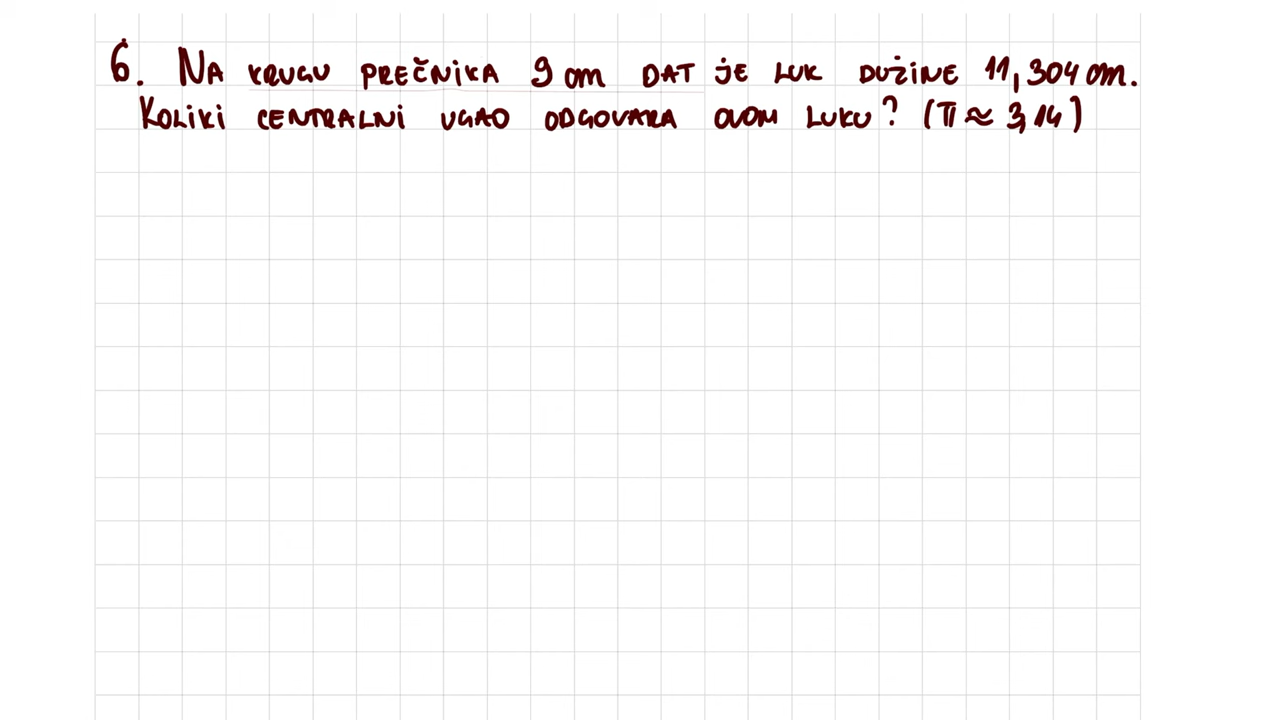 6. NA KRUGU PREČNIKA 9 cm DAT JE LUK DUŽINE 11,304 cm.
KOLIKI CENTRALNI UGAO ODGOVARA OVOM LUKU? (π ≈ 3,14)